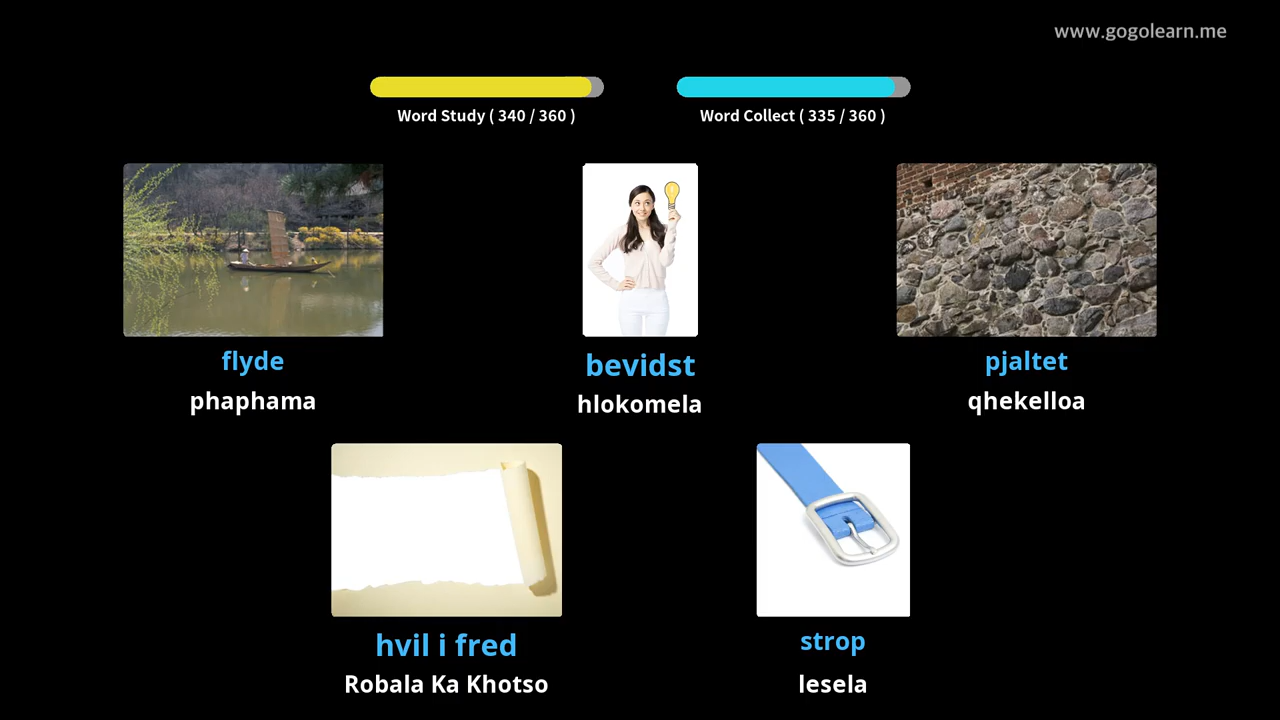 www.gogolearn.me
Word Study ( 340 / 360 )
Word Collect ( 335 / 360 )
flyde
phaphama
bevidst
hlokomela
pjaltet
qhekelloa
hvil i fred
Robala Ka Khotso
strop
lesela